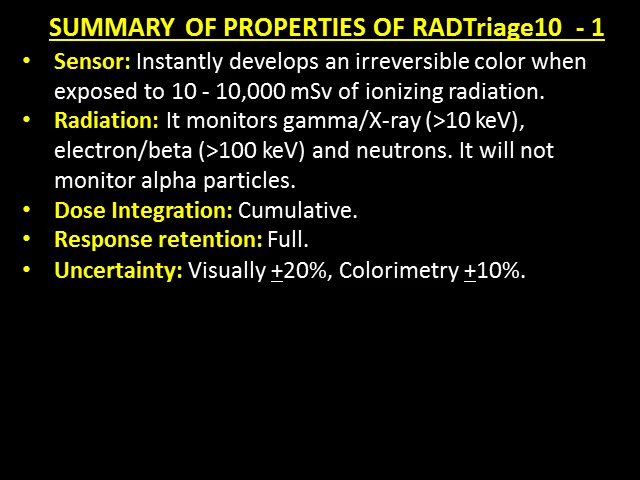 SUMMARY OF PROPERTIES OF RADTriage10 - 1
• Sensor: Instantly develops an irreversible color when
exposed to 10 - 10,000 mSv of ionizing radiation.
• Radiation: It monitors gamma/X-ray (>10 keV),
electron/beta (>100 keV) and neutrons. It will not
monitor alpha particles.
• Dose Integration: Cumulative.
• Response retention: Full.
• Uncertainty: Visually +20%, Colorimetry +10%.